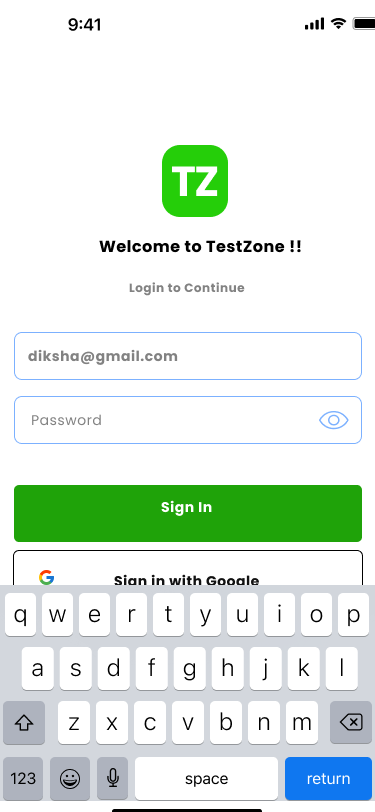 9:41
TZ
Welcome to TestZone !!
Login to Continue
diksha@gmail.com
Password
Sign In
Sign in with Google
q w e r t y u i o p
a s d f g h j k l
z x c v b n m
123 space return